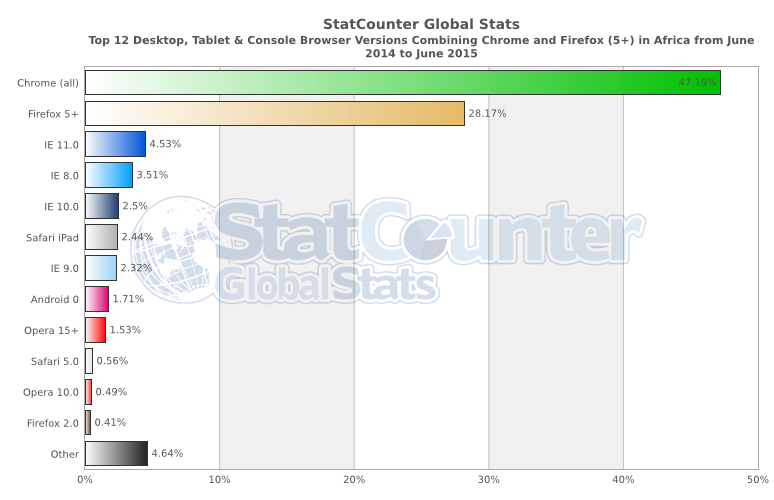 StatCounter Global Stats
Top 12 Desktop, Tablet & Console Browser Versions Combining Chrome and Firefox (5+) in Africa from June
2014 to June 2015
Chrome (all) 47.19%
Firefox 5+ 28.17%
IE 11.0 4.53%
IE 8.0 3.51%
IE 10.0 2.5%
StatCounter
Safari iPad 2.44%
IE 9.0 2.32%
GlobalStats
Android 0 1.71%
Opera 15+ 1.53%
Safari 5.0 0.56%
Opera 10.0 0.49%
Firefox 2.0 0.41%
Other 4.64%
0% 10% 20% 30% 40% 50%